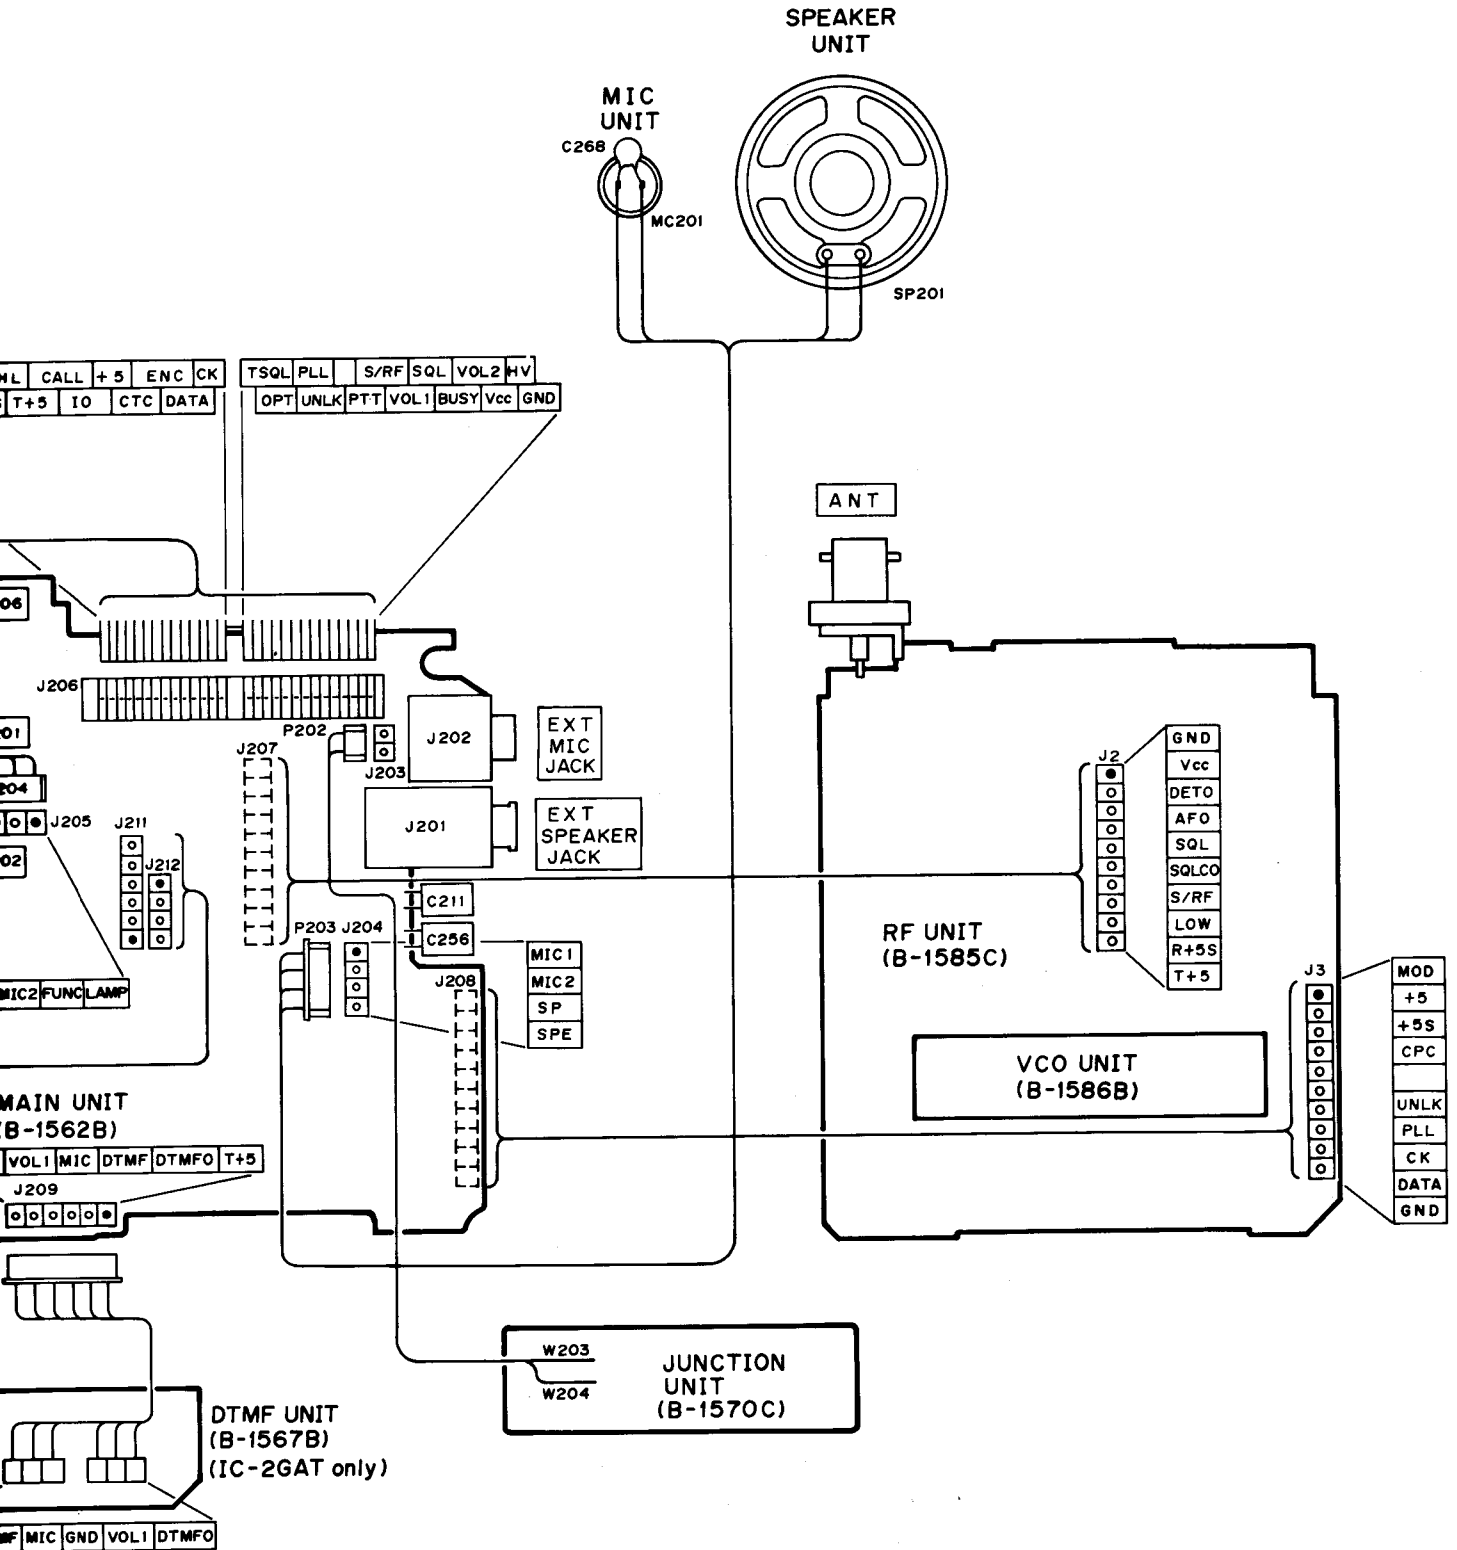 SPEAKER
UNIT
MIC
UNIT
C268
MC201
SP201
CALL +5 ENC CK
T+5 IO CTC DATA
TSQL PLL S/RF SQL VOL2 HV
OPT UNLK PTT VOL1 BUSY Vcc GND
ANT
J206
P202
J203
J202
EXT
MIC
JACK
J207
J201
EXT
SPEAKER
JACK
J205
J211
J212
C211
C256
P203
J204
MIC1
MIC2
SP
SPE
J208
MIC2 FUNC LAMP
MAIN UNIT
(B-1562B)
VOL1 MIC DTMF DTMFO T+5
J209
RF UNIT
(B-1585C)
J2
GND
Vcc
DETO
AFO
SQL
SQLCO
S/RF
LOW
R+5S
T+5
VCO UNIT
(B-1586B)
J3
MOD
+5
+5S
CPC
UNLK
PLL
CK
DATA
GND
W203
W204
JUNCTION
UNIT
(B-1570C)
DTMF UNIT
(B-1567B)
(IC-2GAT only)
MIC GND VOL1 DTMFO